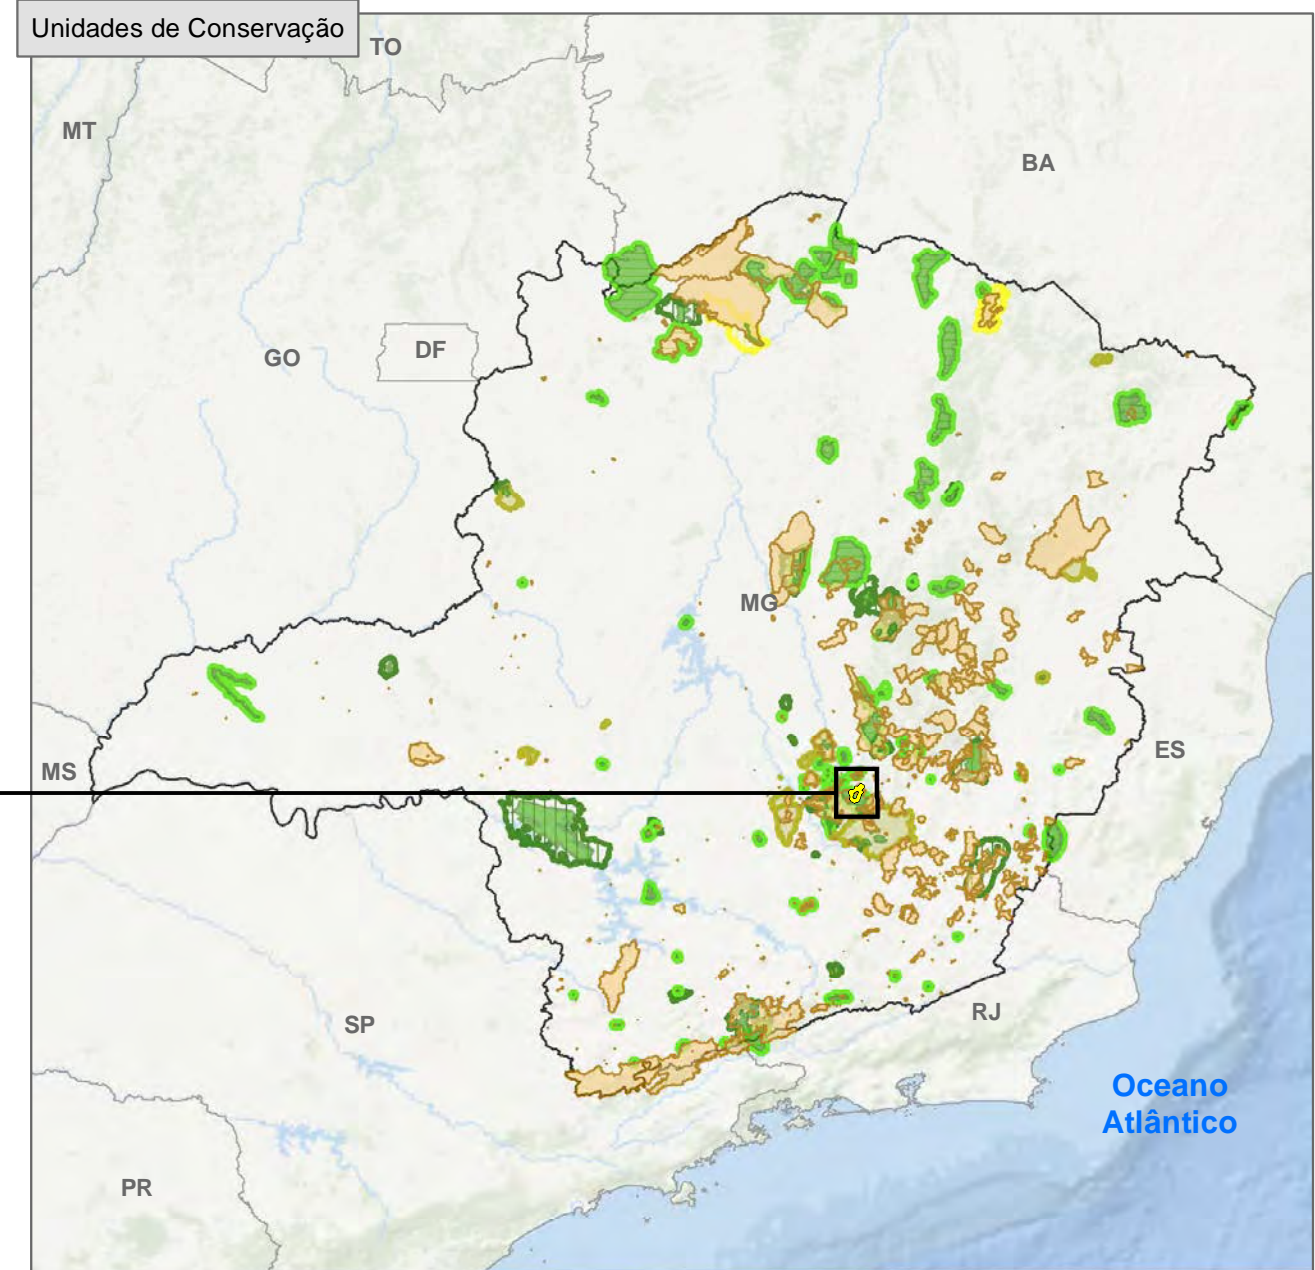 Unidades de Conservação
TO
MT
BA
GO
DF
MG
MS
ES
SP
RJ
Oceano
Atlântico
PR